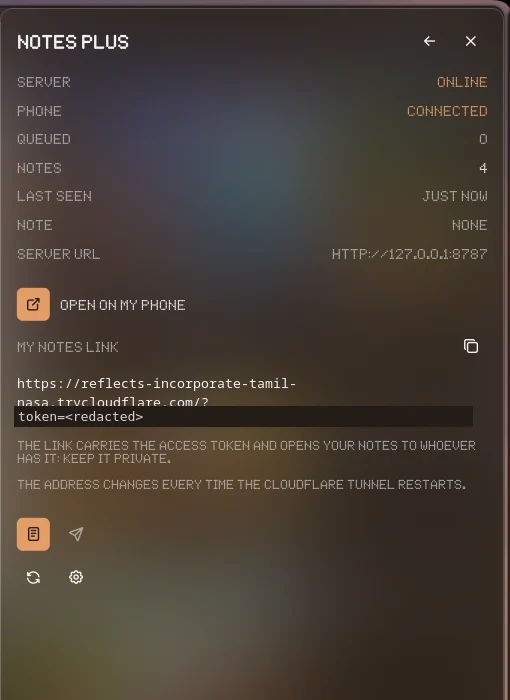 NOTES PLUS
SERVER ONLINE
PHONE CONNECTED
QUEUED 0
NOTES 4
LAST SEEN JUST NOW
NOTE NONE
SERVER URL HTTP://127.0.0.1:8787
OPEN ON MY PHONE
MY NOTES LINK
https://reflects-incorporate-tamil-
nasa.trycloudflare.com/?
token=<redacted>
THE LINK CARRIES THE ACCESS TOKEN AND OPENS YOUR NOTES TO WHOEVER
HAS IT: KEEP IT PRIVATE.
THE ADDRESS CHANGES EVERY TIME THE CLOUDFLARE TUNNEL RESTARTS.